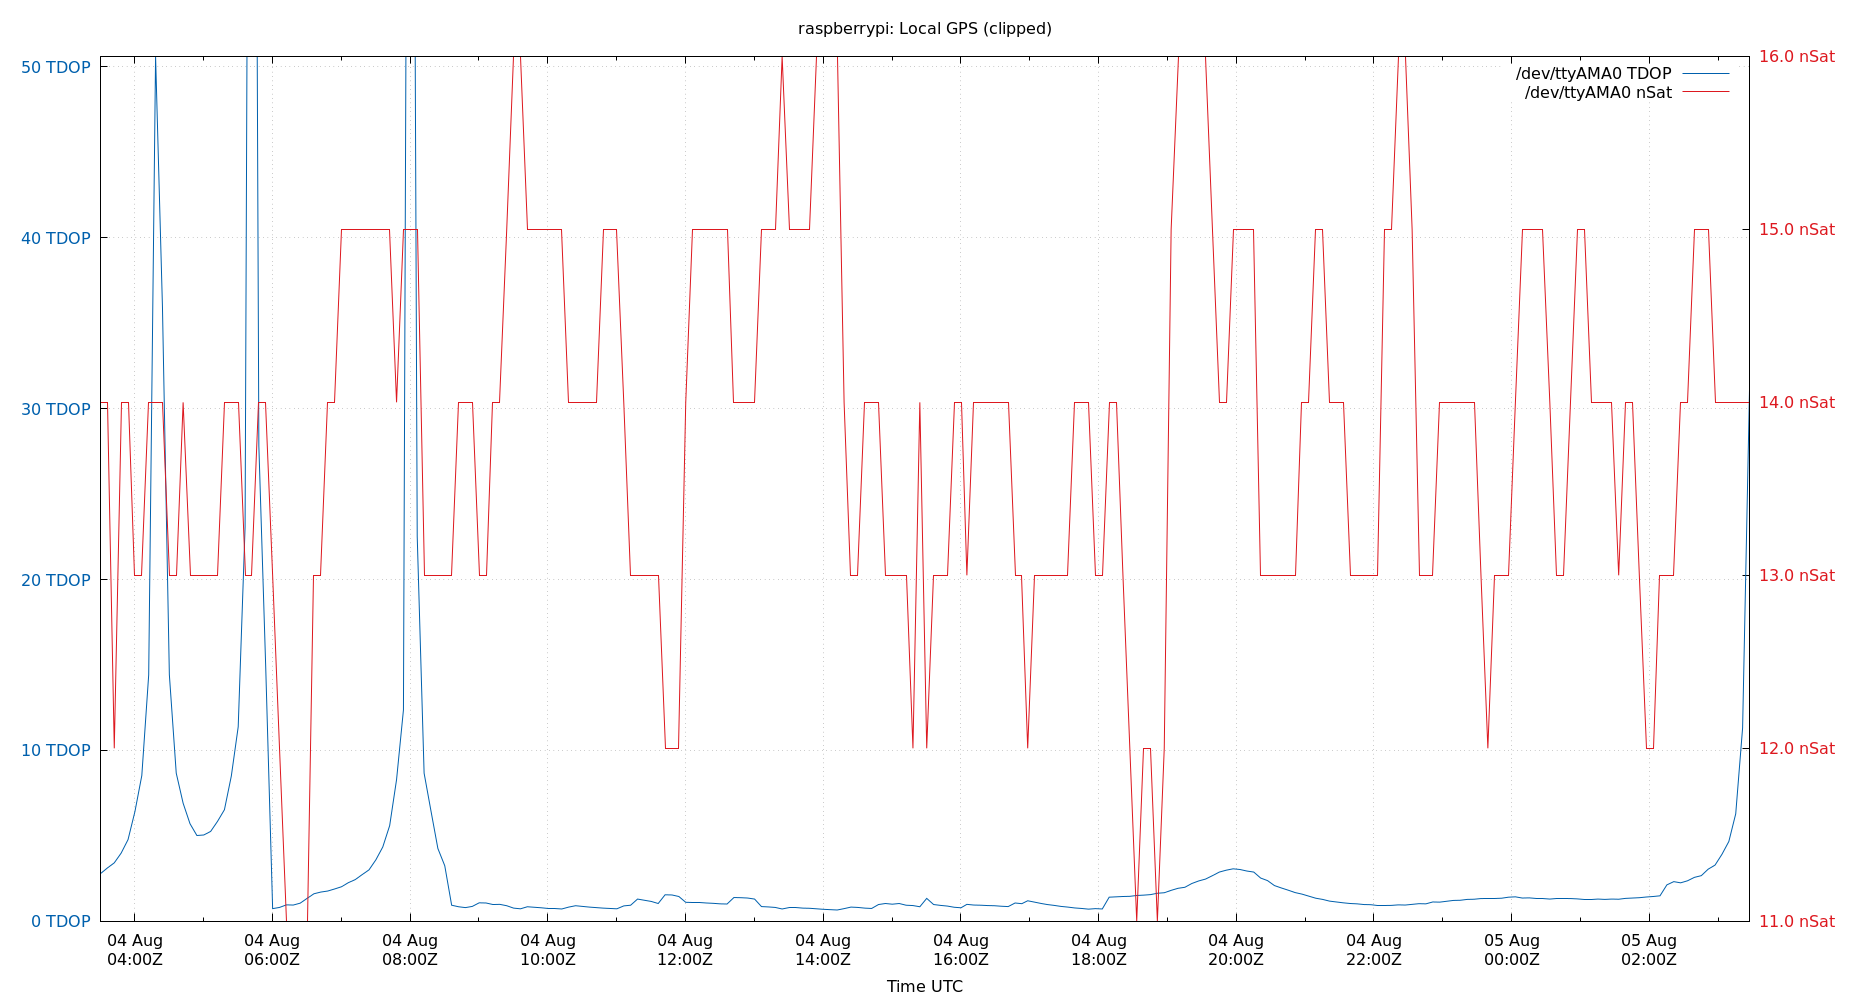 raspberrypi: Local GPS (clipped)
50 TDOP
40 TDOP
30 TDOP
20 TDOP
10 TDOP
0 TDOP
16.0 nSat
15.0 nSat
14.0 nSat
13.0 nSat
12.0 nSat
11.0 nSat
/dev/ttyAMA0 TDOP
/dev/ttyAMA0 nSat
04 Aug
04:00Z
04 Aug
06:00Z
04 Aug
08:00Z
04 Aug
10:00Z
04 Aug
12:00Z
04 Aug
14:00Z
04 Aug
16:00Z
04 Aug
18:00Z
04 Aug
20:00Z
04 Aug
22:00Z
05 Aug
00:00Z
05 Aug
02:00Z
Time UTC